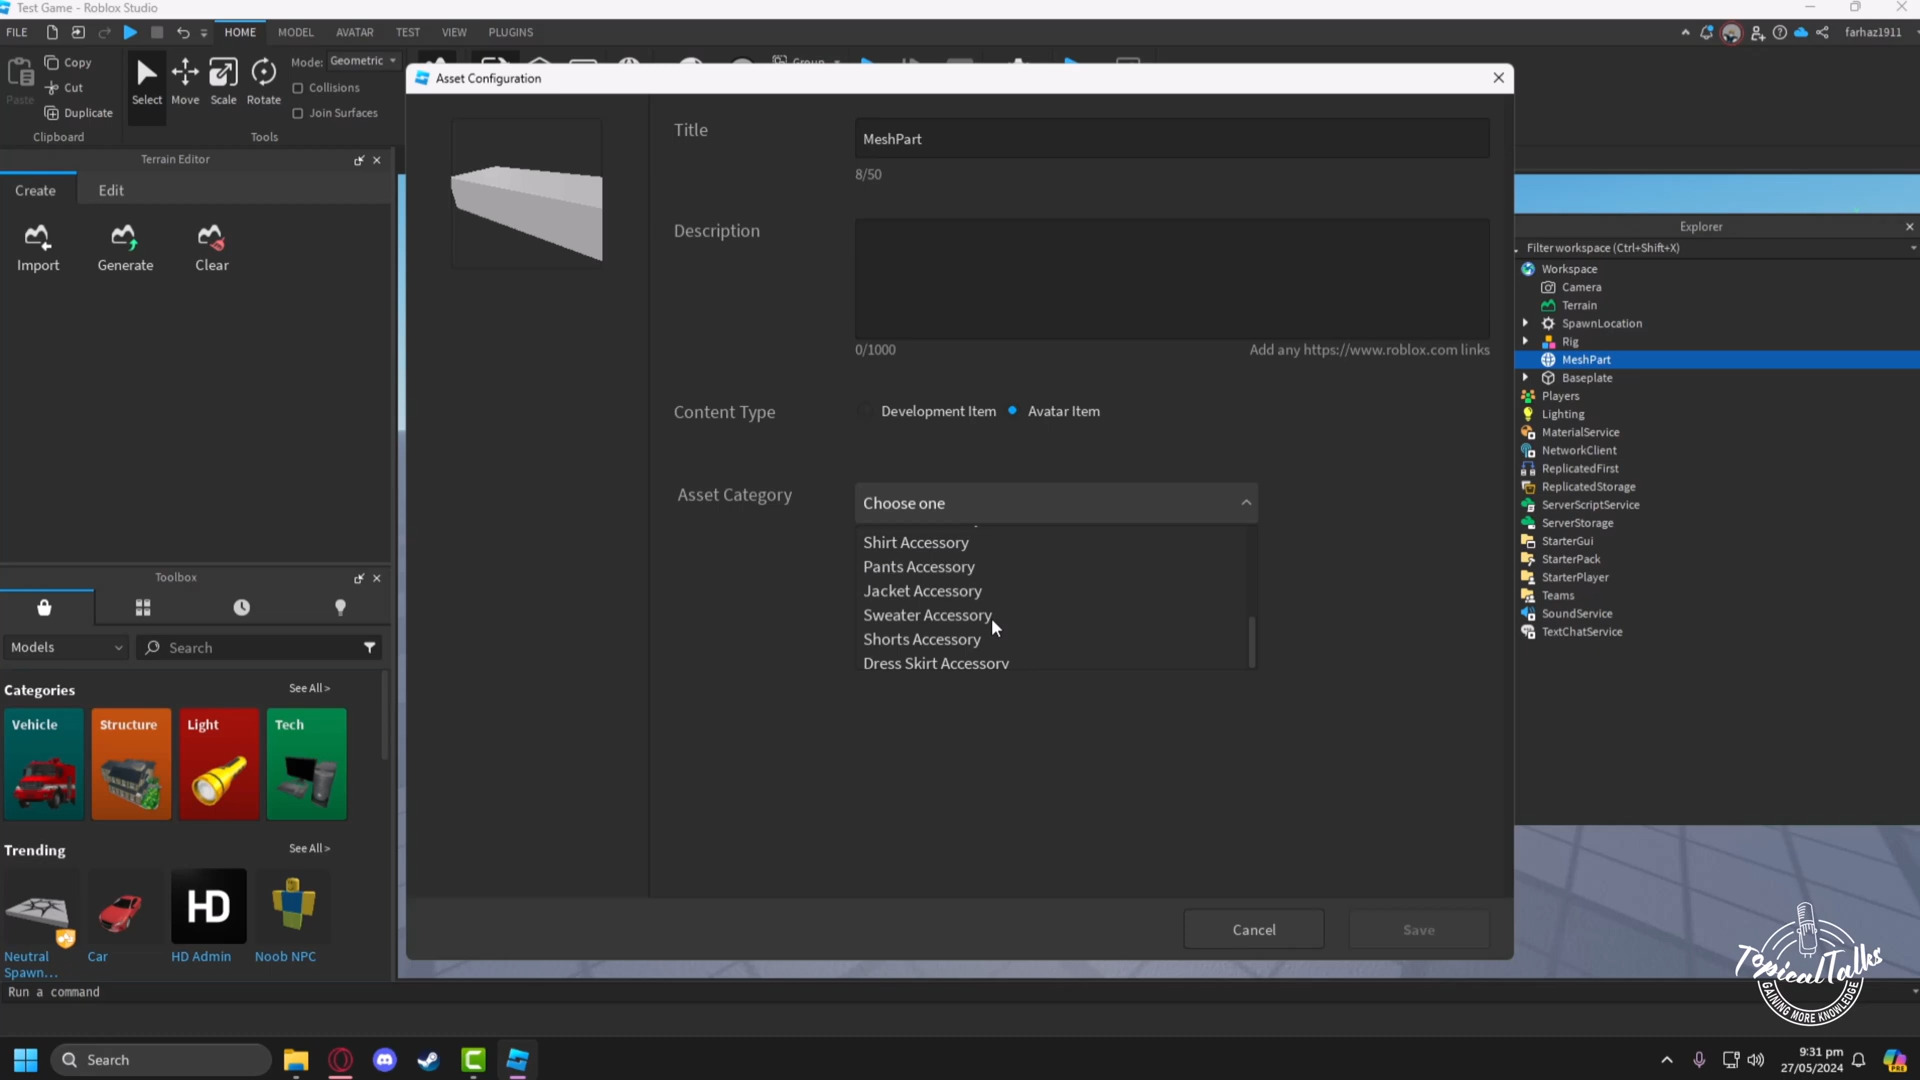 Test Game - Roblox Studio
FILE
HOME
MODEL
AVATAR
TEST
VIEW
PLUGINS
farhaz1911
Paste
Copy
Cut
Duplicate
Clipboard
Select
Move
Scale
Rotate
Mode: Geometric
Collisions
Join Surfaces
Tools
Group
Terrain Editor
Create
Edit
Import
Generate
Clear
Toolbox
Models
Search
Categories
See All >
Vehicle
Structure
Light
Tech
Trending
See All >
HD
Neutral
Spawn...
Car
HD Admin
Noob NPC
Run a command
Asset Configuration
Title
MeshPart
8/50
Description
0/1000
Add any https://www.roblox.com links
Content Type
Development Item
Avatar Item
Asset Category
Choose one
Shirt Accessory
Pants Accessory
Jacket Accessory
Sweater Accessory
Shorts Accessory
Dress Skirt Accessory
Cancel
Save
Explorer
Filter workspace (Ctrl+Shift+X)
Workspace
Camera
Terrain
SpawnLocation
Rig
MeshPart
Baseplate
Players
Lighting
MaterialService
NetworkClient
ReplicatedFirst
ReplicatedStorage
ServerScriptService
ServerStorage
StarterGui
StarterPack
StarterPlayer
Teams
SoundService
TextChatService
TopicalTalks
GAINING MORE KNOWLEDGE
Search
9:31 pm
27/05/2024
PRE